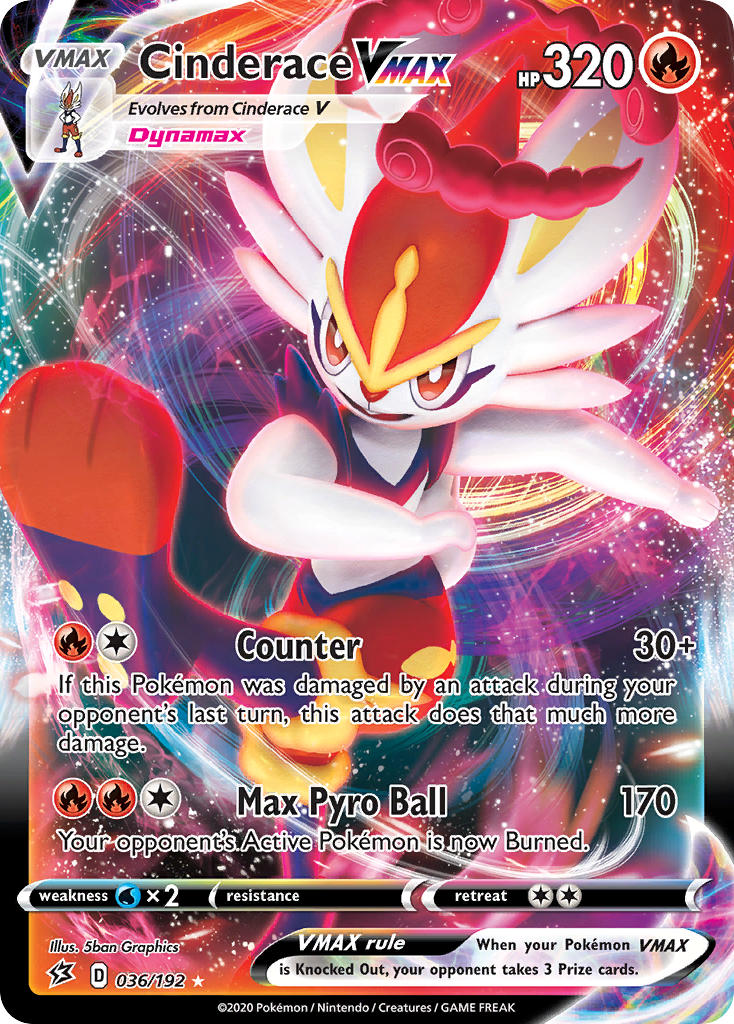 VMAX
Cinderace VMAX
HP 320
Evolves from Cinderace V
Dynamax
Counter 30+
If this Pokémon was damaged by an attack during your
opponent's last turn, this attack does that much more
damage.
Max Pyro Ball 170
Your opponent's Active Pokémon is now Burned.
weakness ×2 resistance retreat
Illus. 5ban Graphics
VMAX rule When your Pokémon VMAX
is Knocked Out, your opponent takes 3 Prize cards.
D 036/192 ★
©2020 Pokémon / Nintendo / Creatures / GAME FREAK